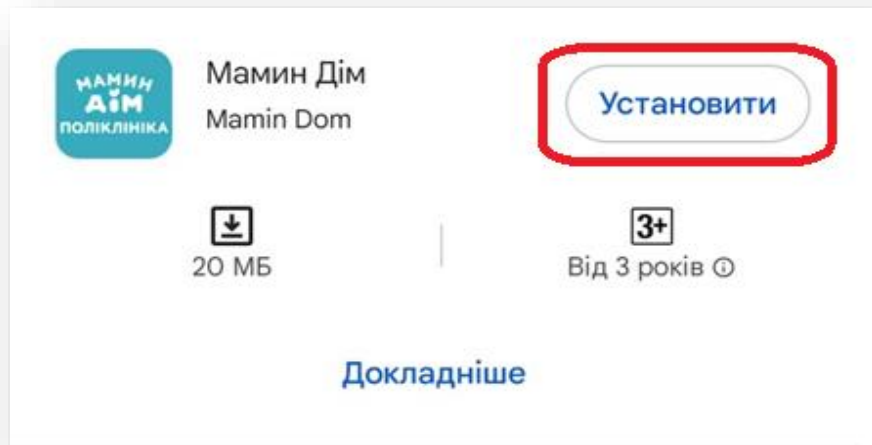 МАМИН
ДІМ
ПОЛІКЛІНІКА
Мамин Дім
Mamin Dom
Установити
20 МБ
3+
Від 3 років
Докладніше